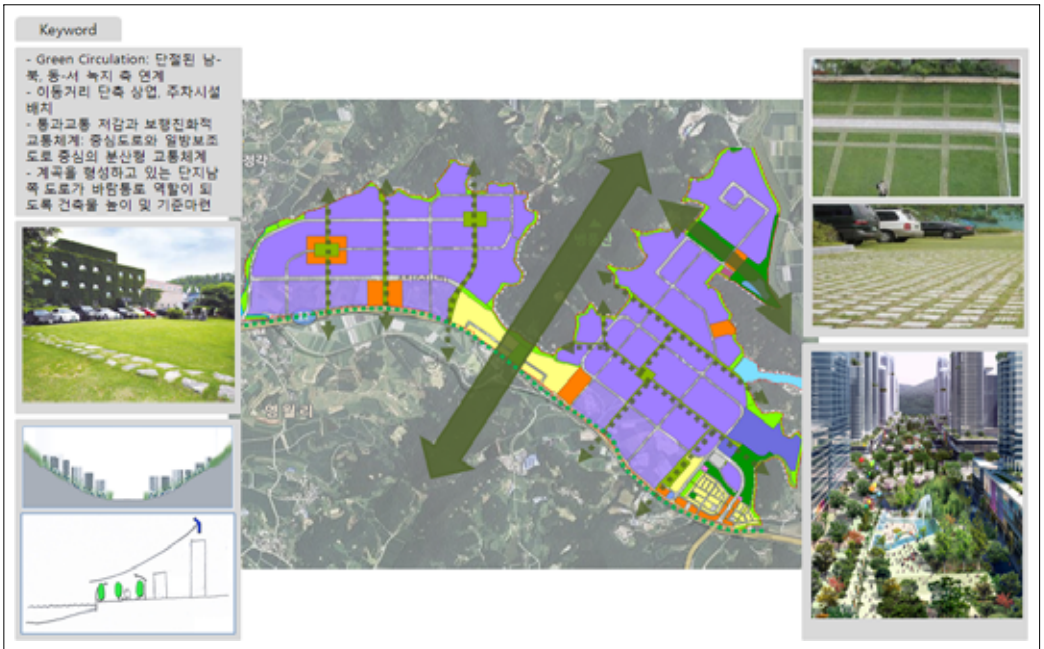 Keyword
- Green Circulation: 단절된 남-
북, 동-서 녹지 축 연계
- 이동거리 단축 상업, 주차시설
배치
- 통과교통 저감과 보행친화적
교통체계: 중심도로와 일방보조
도로 중심의 분산형 교통체계
- 계곡을 형성하고 있는 단지남
쪽 도로가 바람통로 역할이 되
도록 건축물 높이 및 기준마련
정각
영월리